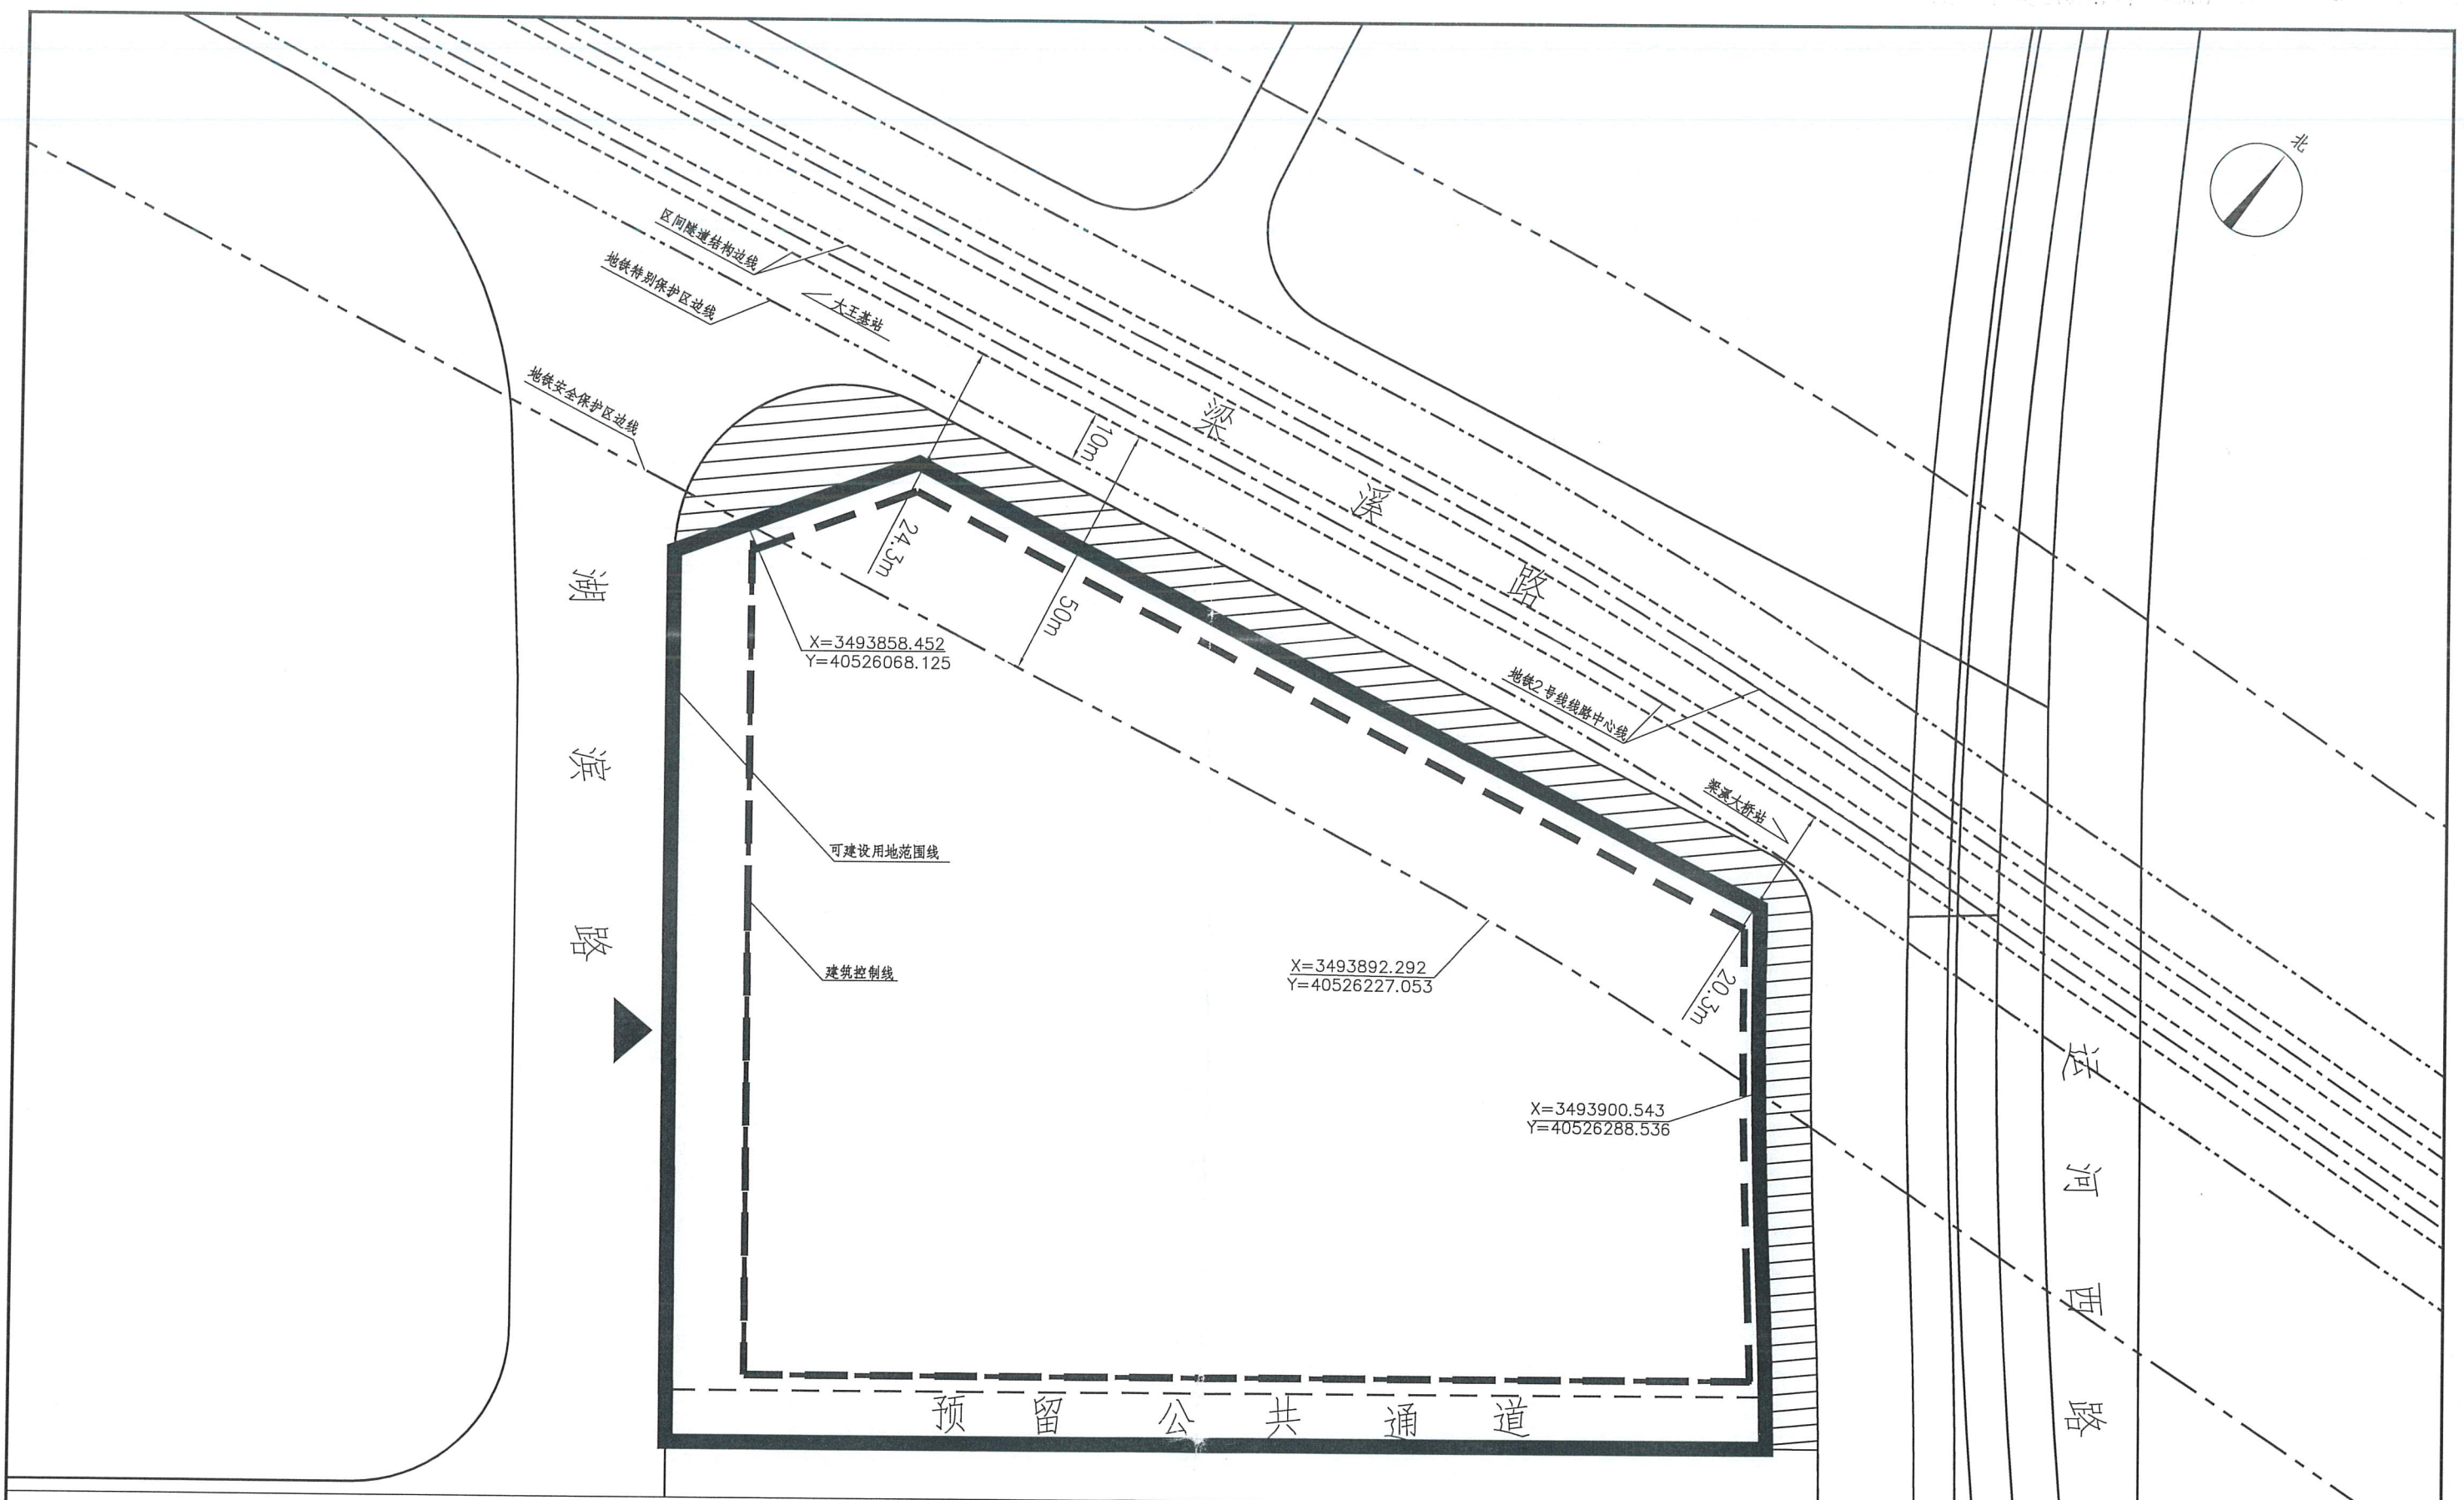 北
区间隧道结构边线
地铁特别保护区边线
大王基站
地铁安全保护区边线
10m
梁溪路
24.3m
50m
湖滨路
X=3493858.452
Y=40526068.125
地铁2号线线路中心线
梁溪大桥站
可建设用地范围线
建筑控制线
X=3493892.292
Y=40526227.053
20.3m
X=3493900.543
Y=40526288.536
运河西路
预留公共通道